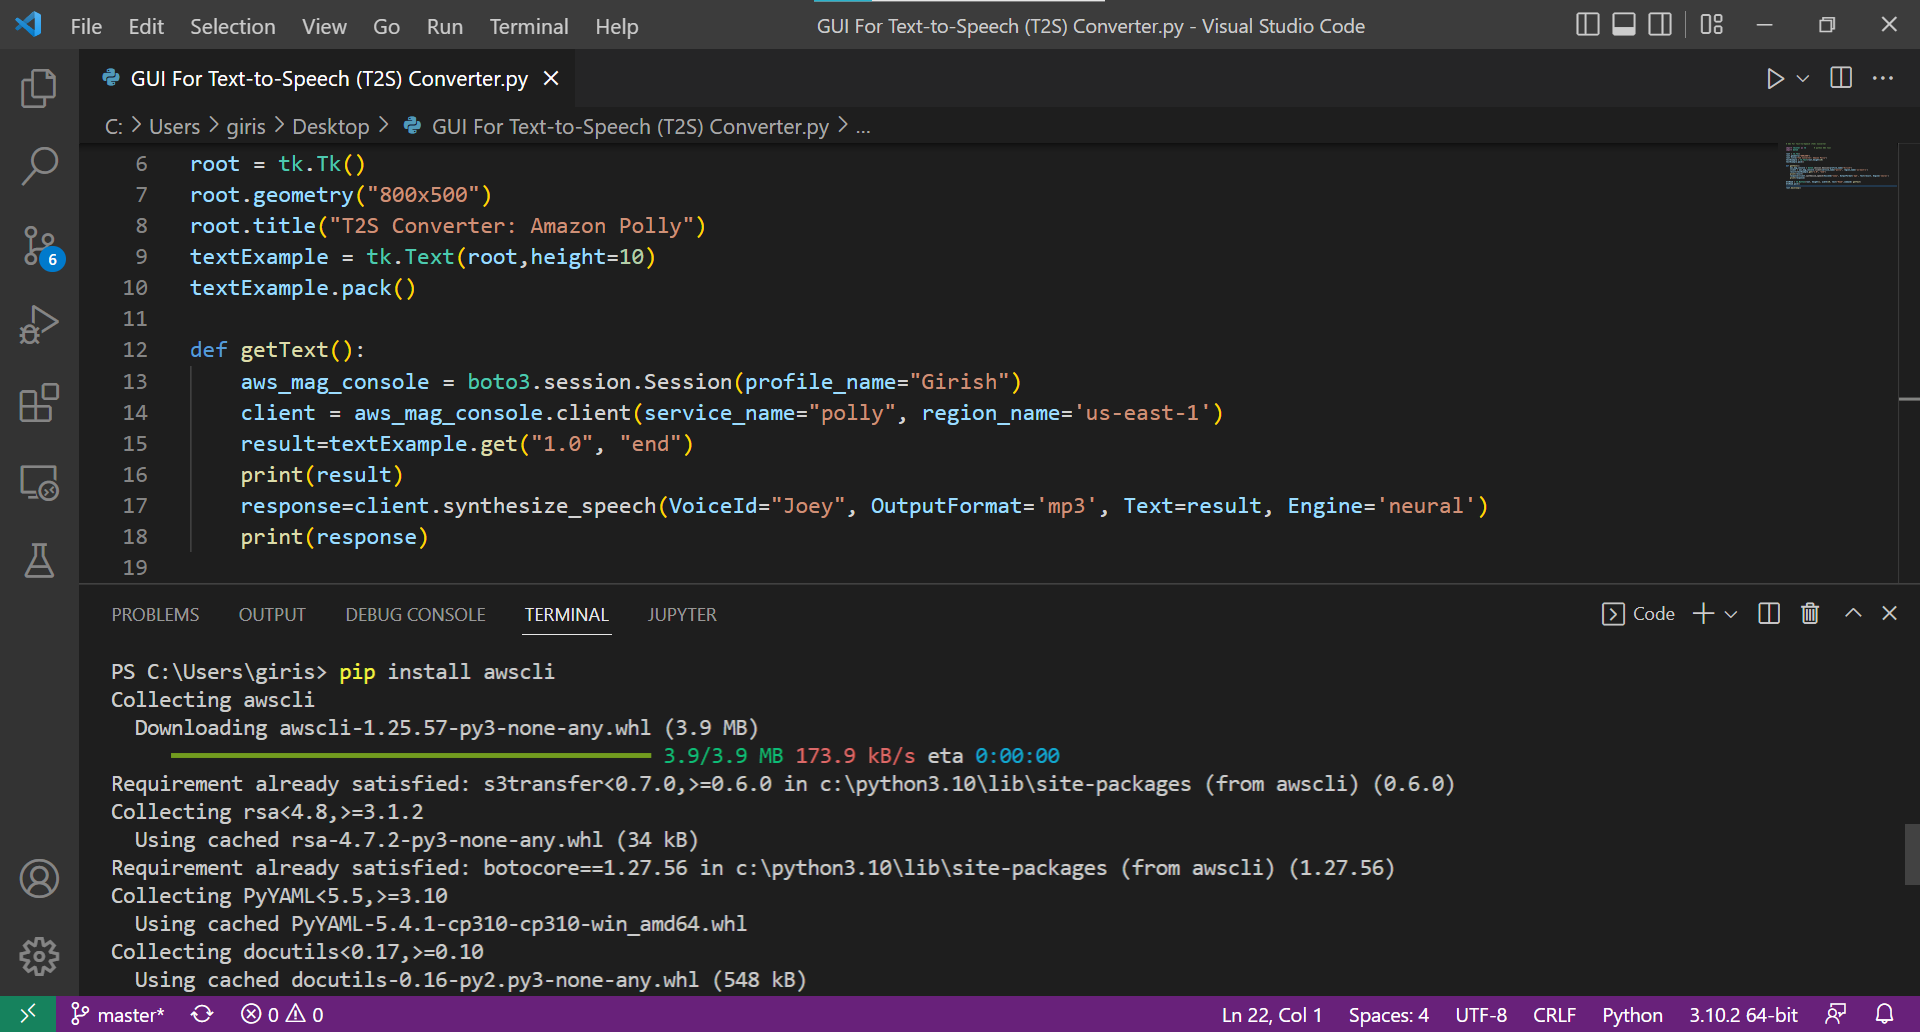 File Edit Selection View Go Run Terminal Help GUI For Text-to-Speech (T2S) Converter.py - Visual Studio Code
GUI For Text-to-Speech (T2S) Converter.py
C: > Users > giris > Desktop > GUI For Text-to-Speech (T2S) Converter.py > ...
6 root = tk.Tk()
7 root.geometry("800x500")
8 root.title("T2S Converter: Amazon Polly")
9 textExample = tk.Text(root,height=10)
10 textExample.pack()
11
12 def getText():
13     aws_mag_console = boto3.session.Session(profile_name="Girish")
14     client = aws_mag_console.client(service_name="polly", region_name='us-east-1')
15     result=textExample.get("1.0", "end")
16     print(result)
17     response=client.synthesize_speech(VoiceId="Joey", OutputFormat='mp3', Text=result, Engine='neural')
18     print(response)
19
6
PROBLEMS OUTPUT DEBUG CONSOLE TERMINAL JUPYTER Code
PS C:\Users\giris> pip install awscli
Collecting awscli
  Downloading awscli-1.25.57-py3-none-any.whl (3.9 MB)
3.9/3.9 MB 173.9 kB/s eta 0:00:00
Requirement already satisfied: s3transfer<0.7.0,>=0.6.0 in c:\python3.10\lib\site-packages (from awscli) (0.6.0)
Collecting rsa<4.8,>=3.1.2
  Using cached rsa-4.7.2-py3-none-any.whl (34 kB)
Requirement already satisfied: botocore==1.27.56 in c:\python3.10\lib\site-packages (from awscli) (1.27.56)
Collecting PyYAML<5.5,>=3.10
  Using cached PyYAML-5.4.1-cp310-cp310-win_amd64.whl
Collecting docutils<0.17,>=0.10
  Using cached docutils-0.16-py2.py3-none-any.whl (548 kB)
master* 0 0 Ln 22, Col 1 Spaces: 4 UTF-8 CRLF Python 3.10.2 64-bit